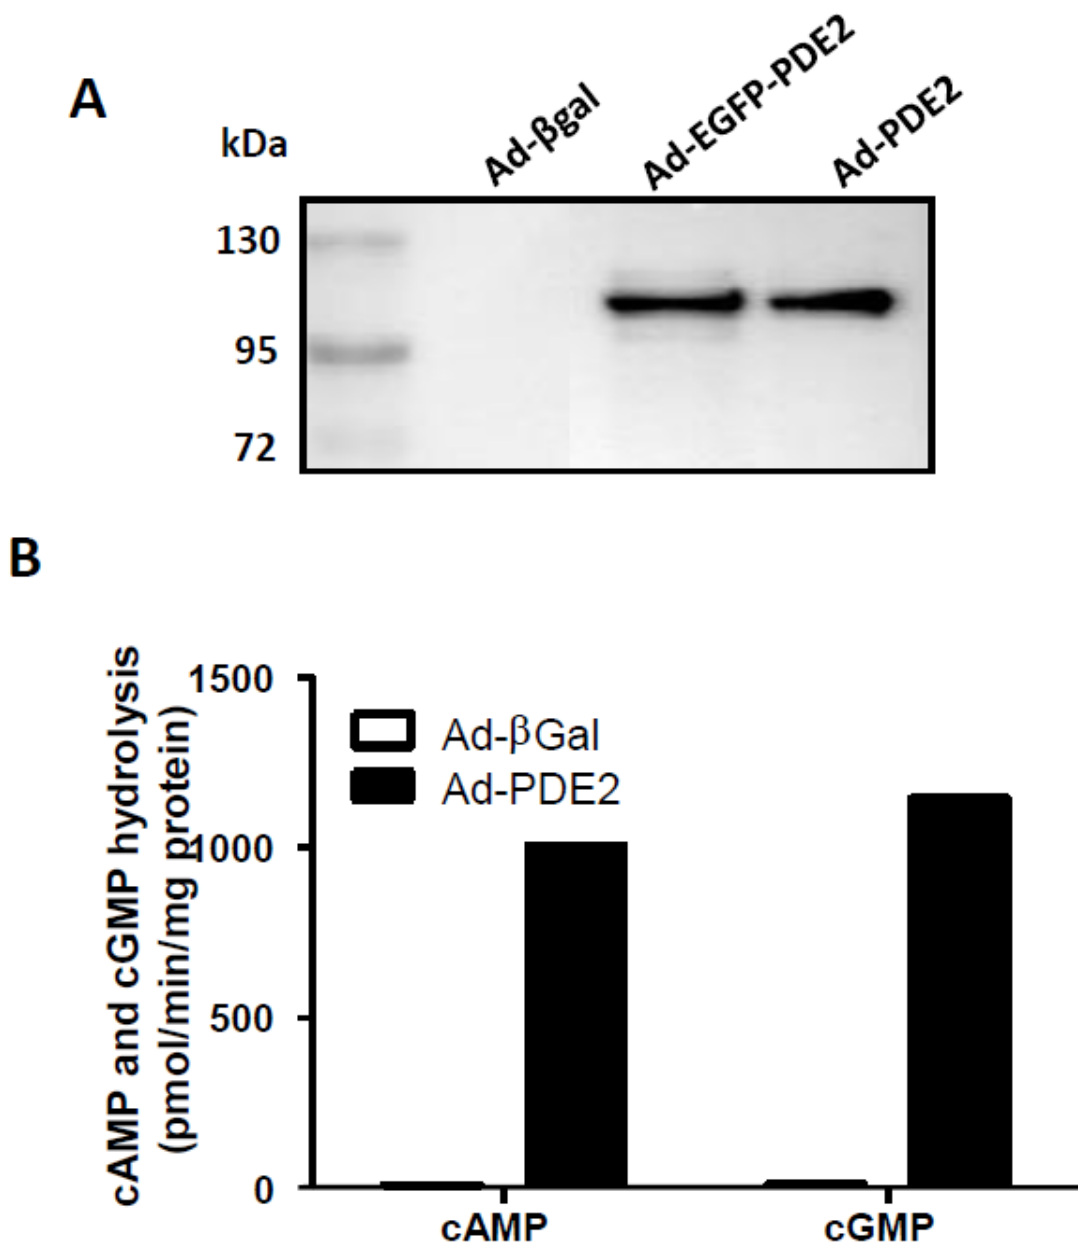 A
kDa
Ad-βgal
Ad-EGFP-PDE2
Ad-PDE2
130
95
72
B
cAMP and cGMP hydrolysis
(pmol/min/mg protein)
1500
1000
500
0
Ad-βGal
Ad-PDE2
cAMP
cGMP